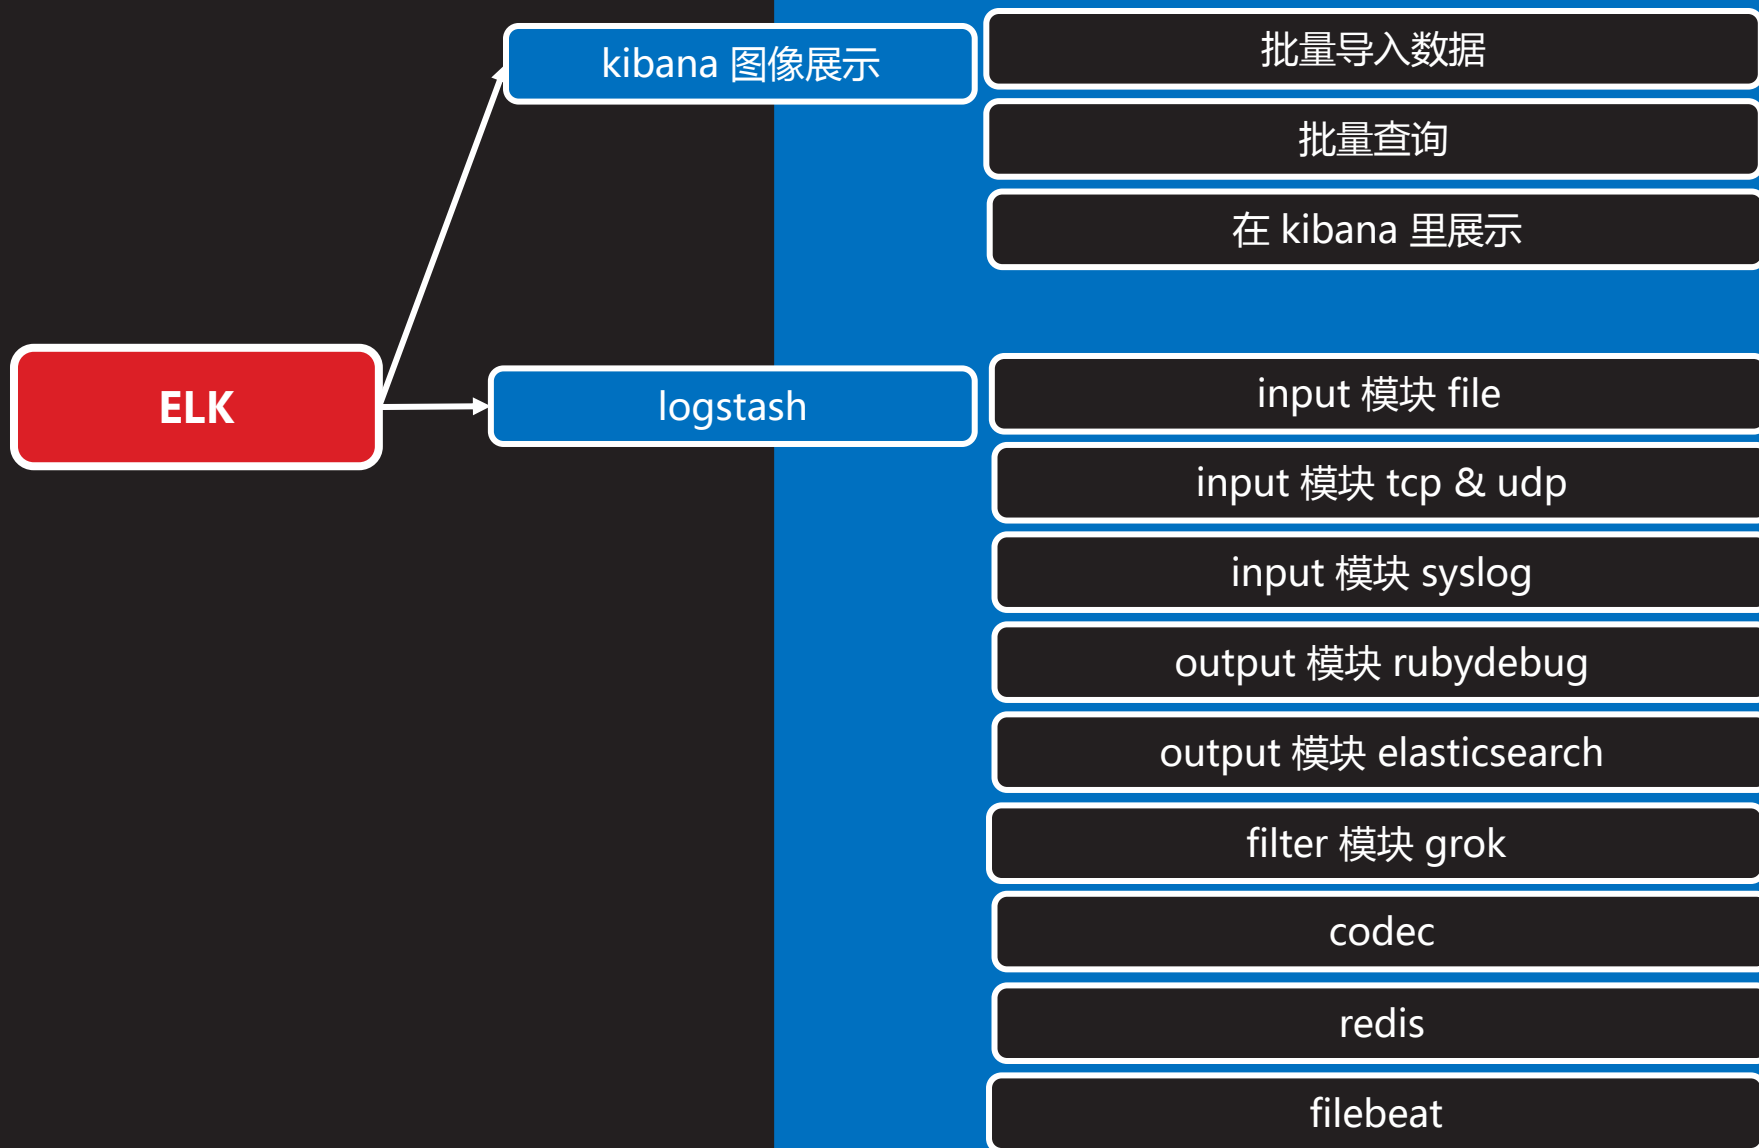 kibana 图像展示
批量导入数据
批量查询
在 kibana 里展示
ELK
logstash
input 模块 file
input 模块 tcp & udp
input 模块 syslog
output 模块 rubydebug
output 模块 elasticsearch
filter 模块 grok
codec
redis
filebeat